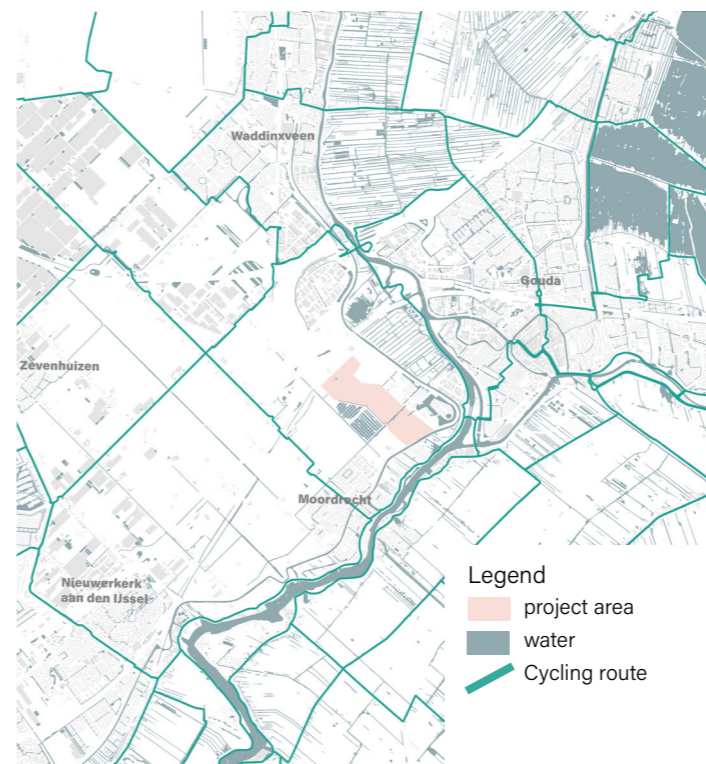 Waddinxveen
Gouda
Zevenhuizen
Moordrecht
Nieuwerkerk
aan den IJssel
Legend
project area
water
Cycling route